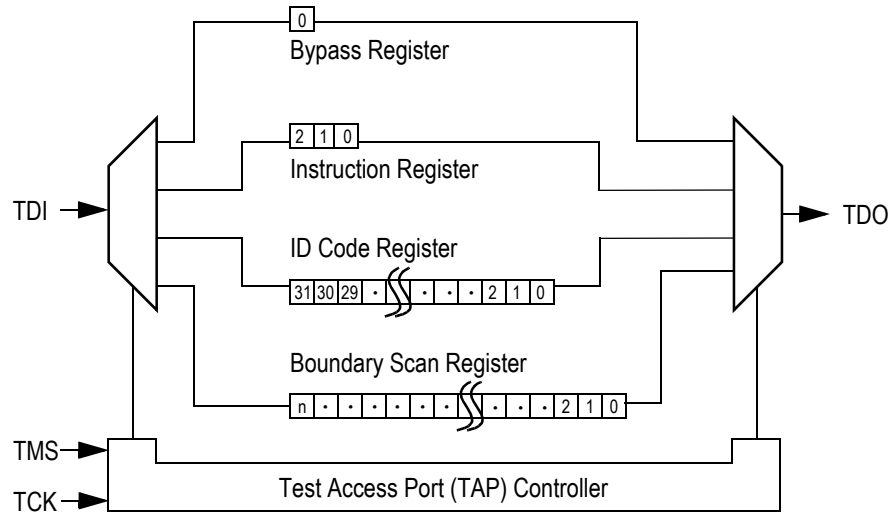 0
Bypass Register
2 1 0
Instruction Register
TDI
TDO
ID Code Register
31 30 29 · · · · 2 1 0
Boundary Scan Register
n · · · · · · · · · 2 1 0
TMS
Test Access Port (TAP) Controller
TCK